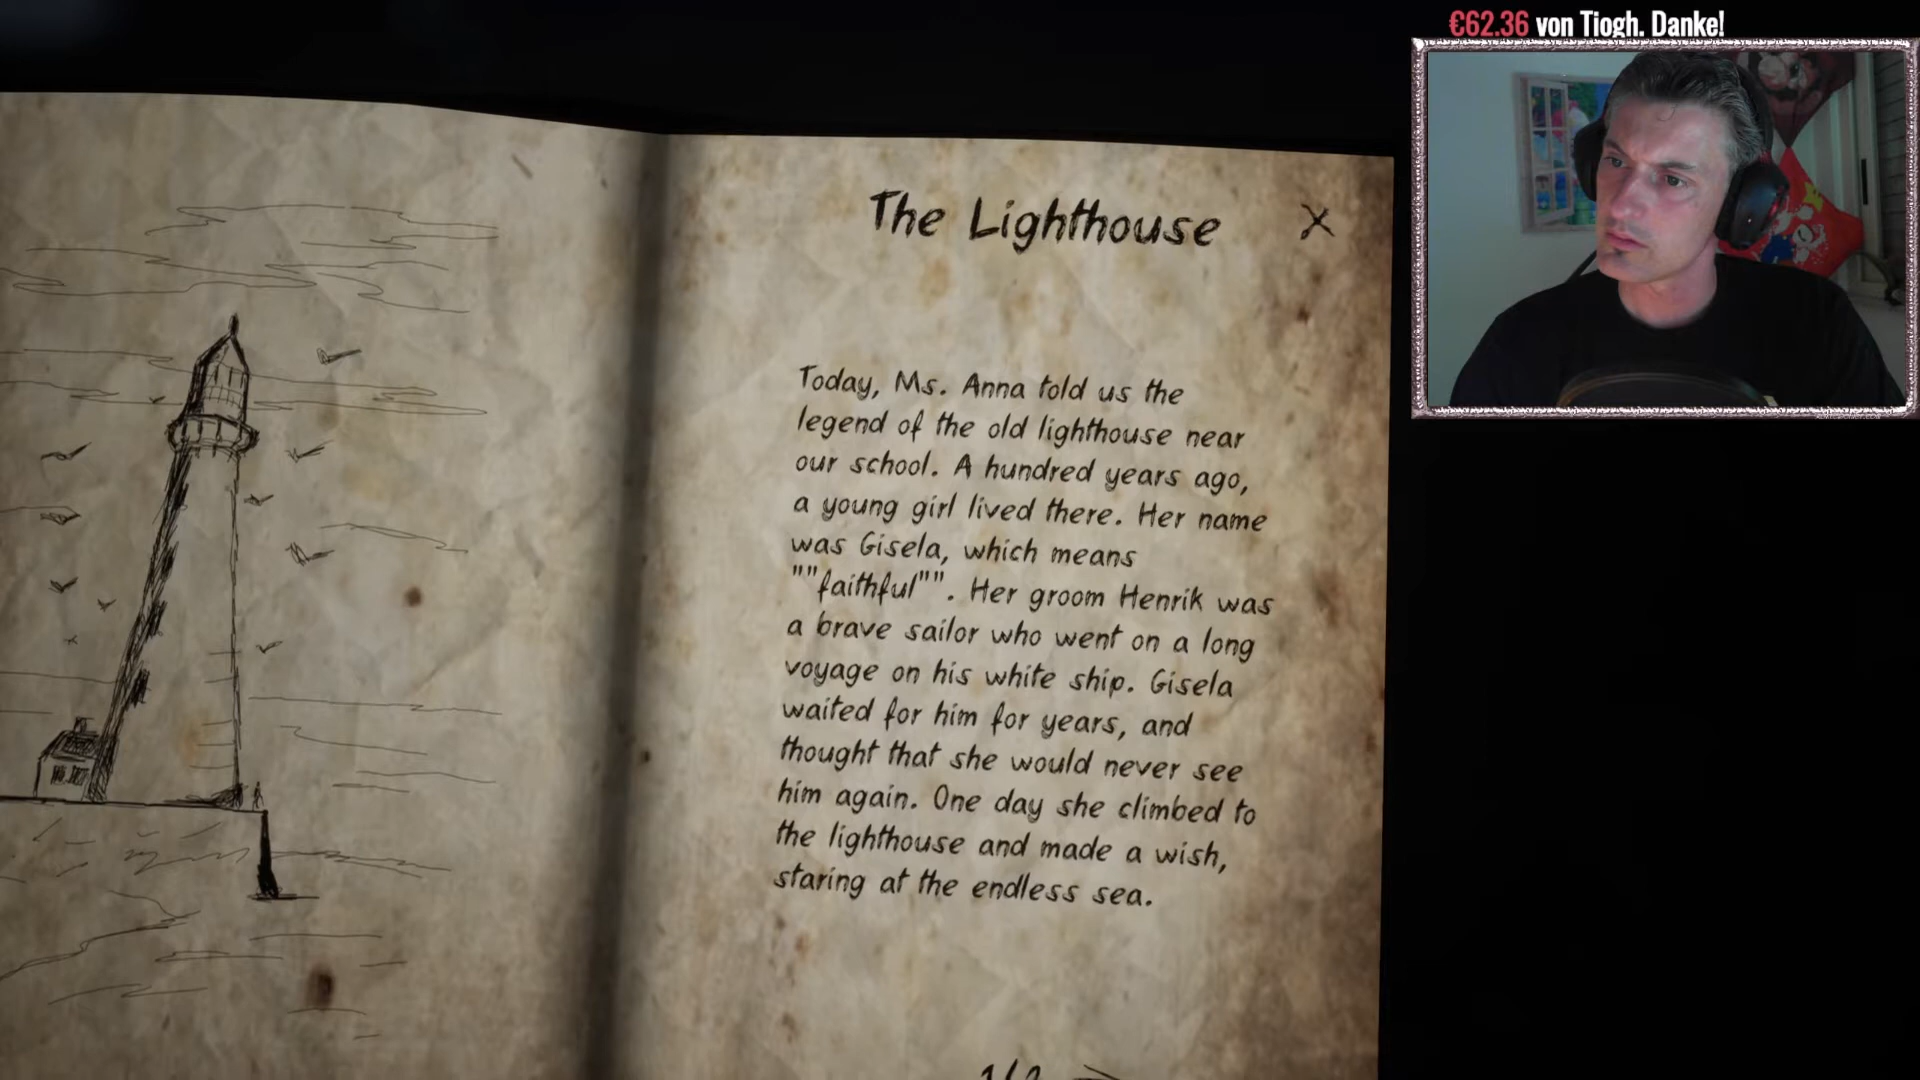 €62.36 von Tiogh. Danke!
The Lighthouse X
Today, Ms. Anna told us the
legend of the old lighthouse near
our school. A hundred years ago,
a young girl lived there. Her name
was Gisela, which means
""faithful"". Her groom Henrik was
a brave sailor who went on a long
voyage on his white ship. Gisela
waited for him for years, and
thought that she would never see
him again. One day she climbed to
the lighthouse and made a wish,
staring at the endless sea.